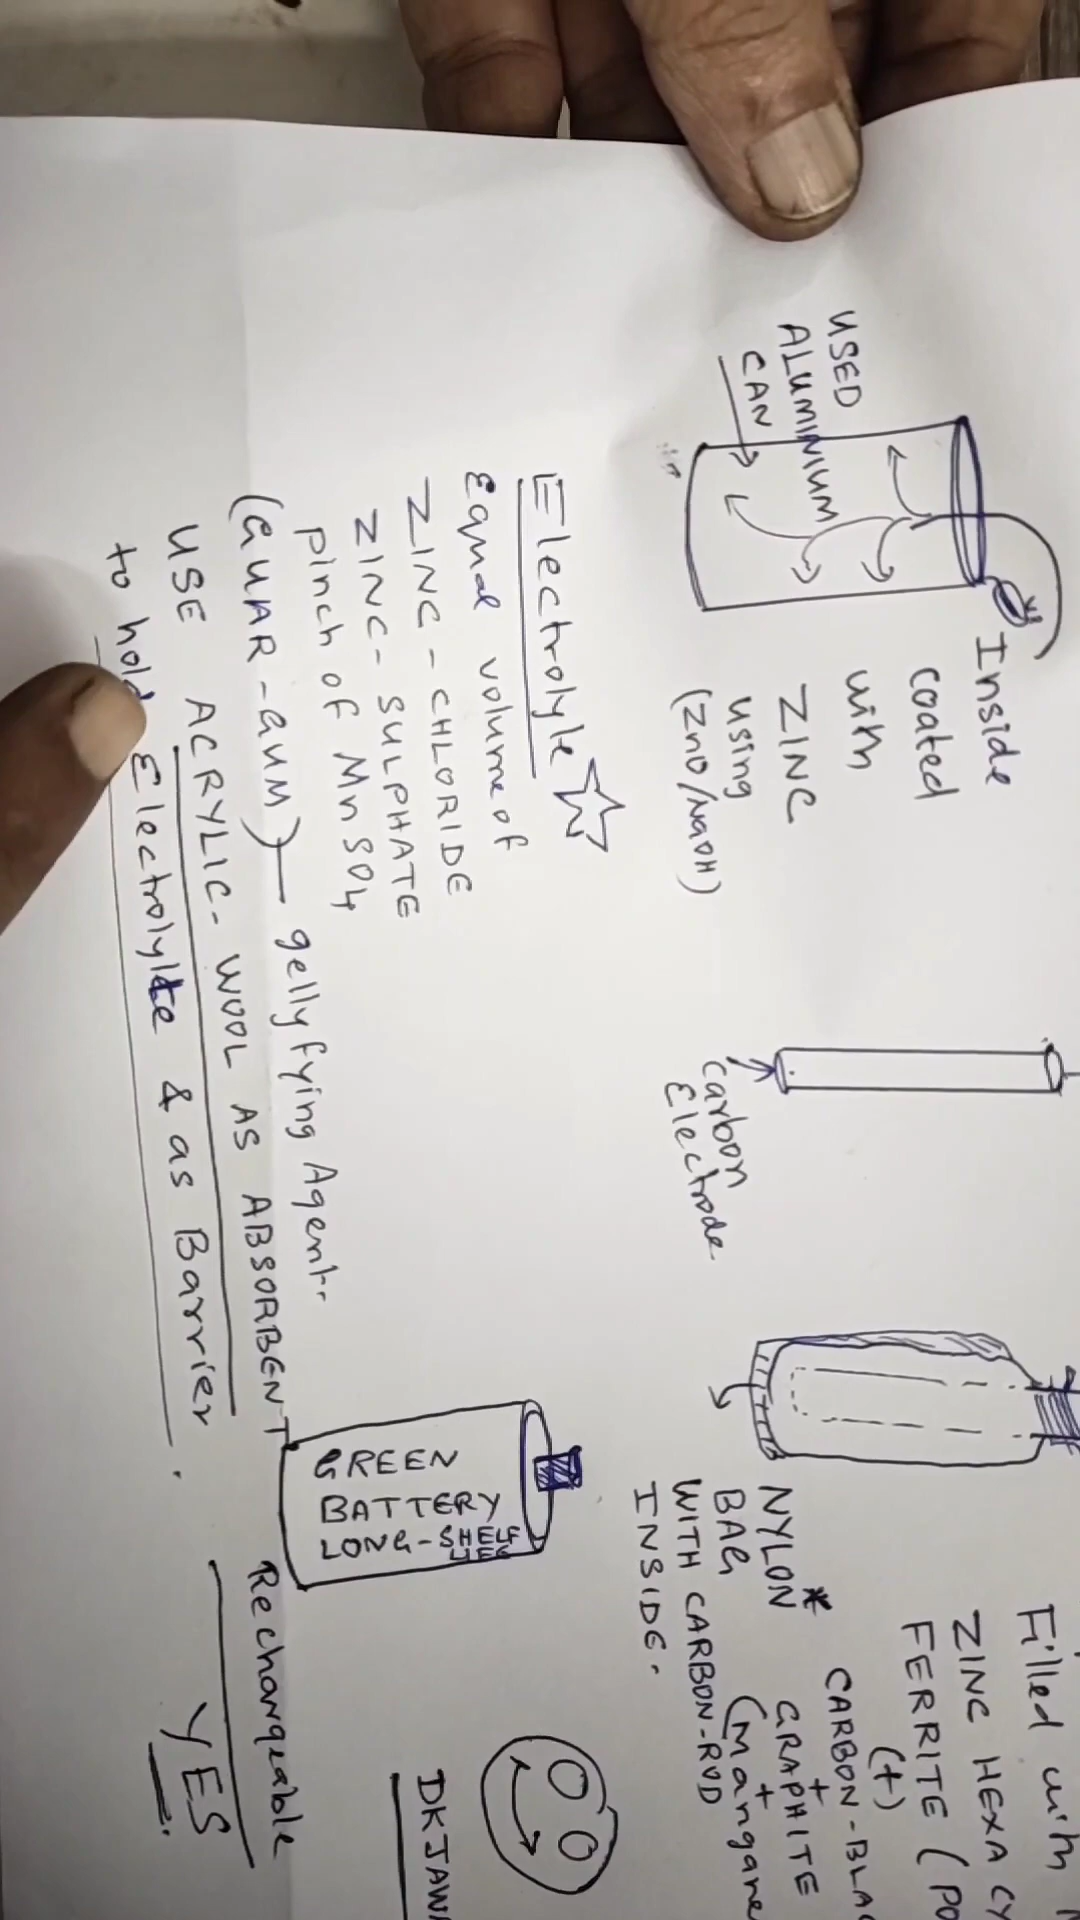 USED
ALUMINIUM
CAN
Inside
coated
with
ZINC
using
(ZnO/NaOH)
Carbon
Electrode
NYLON *
BAG
WITH CARBON-ROD
INSIDE.
Filled with
ZINC HEXA CY
FERRITE (PO
(+)
CARBON-BLA
+
GRAPHITE
+
(Mangane
Electrolyte
Equal volume of
ZINC-CHLORIDE
ZINC-SULPHATE
Pinch of MnSO4
(GUAR-GUM) — gellyfying Agent.
USE ACRYLIC-WOOL AS ABSORBENT
to hold Electrolyte & as Barrier.
GREEN
BATTERY
LONG-SHELF
Rechangeable
YES
DKJAW